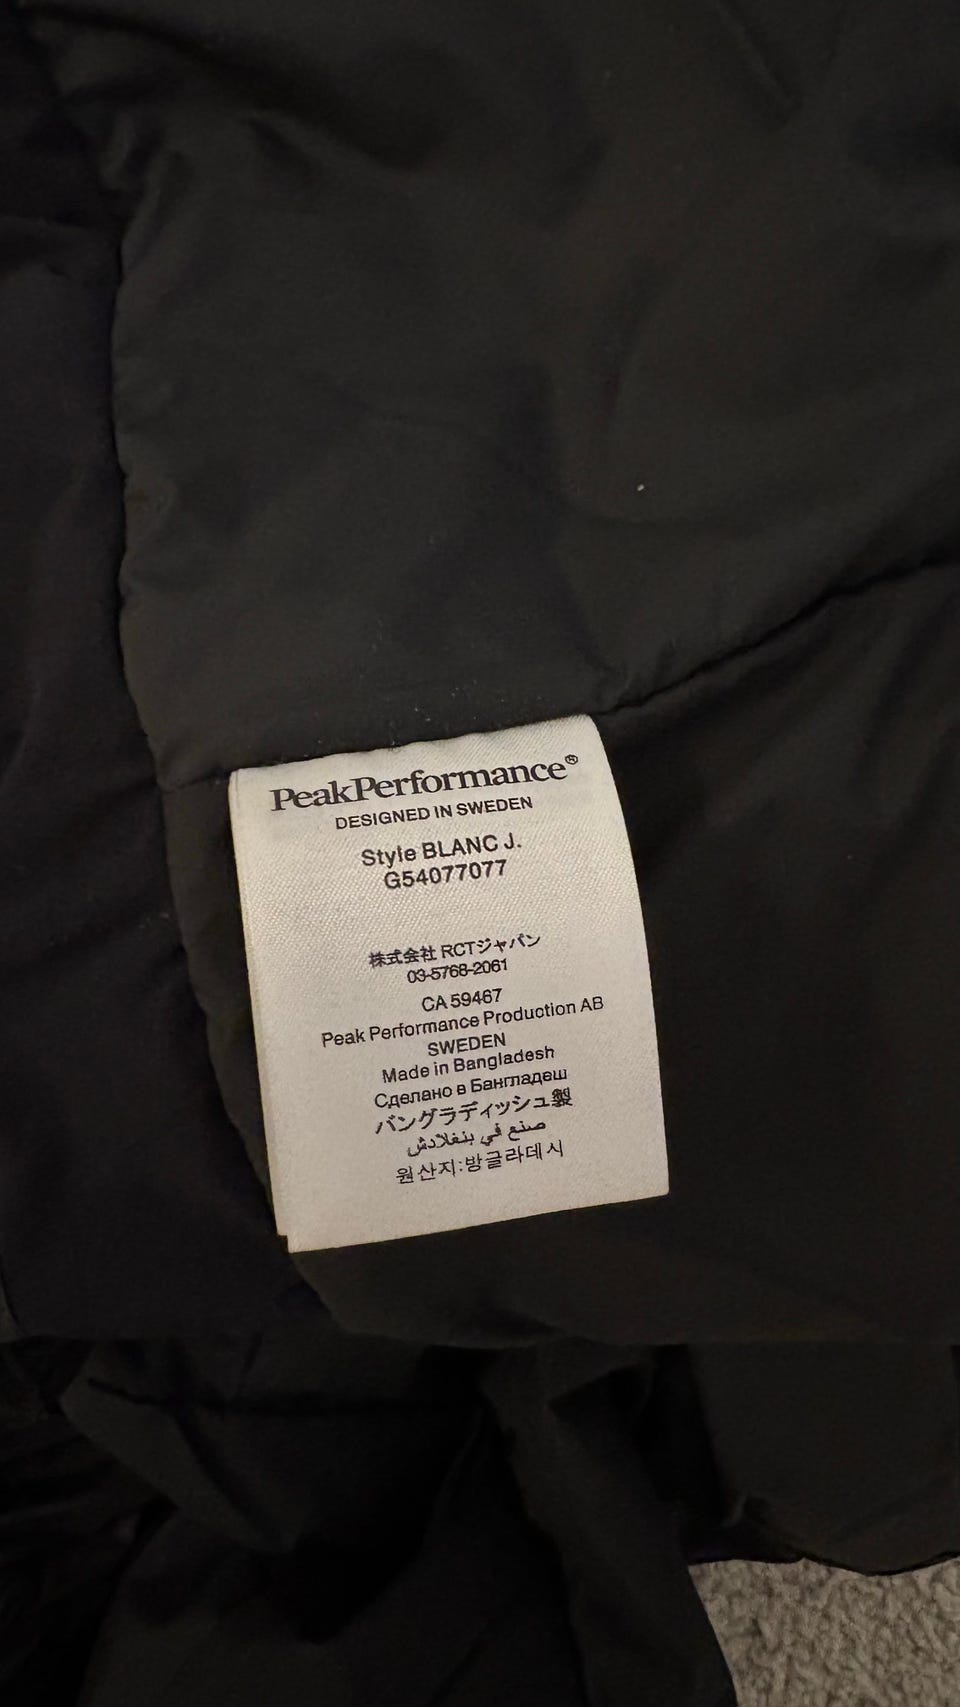 PeakPerformance®
DESIGNED IN SWEDEN
Style BLANC J.
G54077077
株式会社 RCTジャパン
03-5768-2061
CA 59467
Peak Performance Production AB
SWEDEN
Made in Bangladesh
Сделано в Бангладеш
バングラディッシュ製
صنع في بنغلادش
원산지:방글라데시